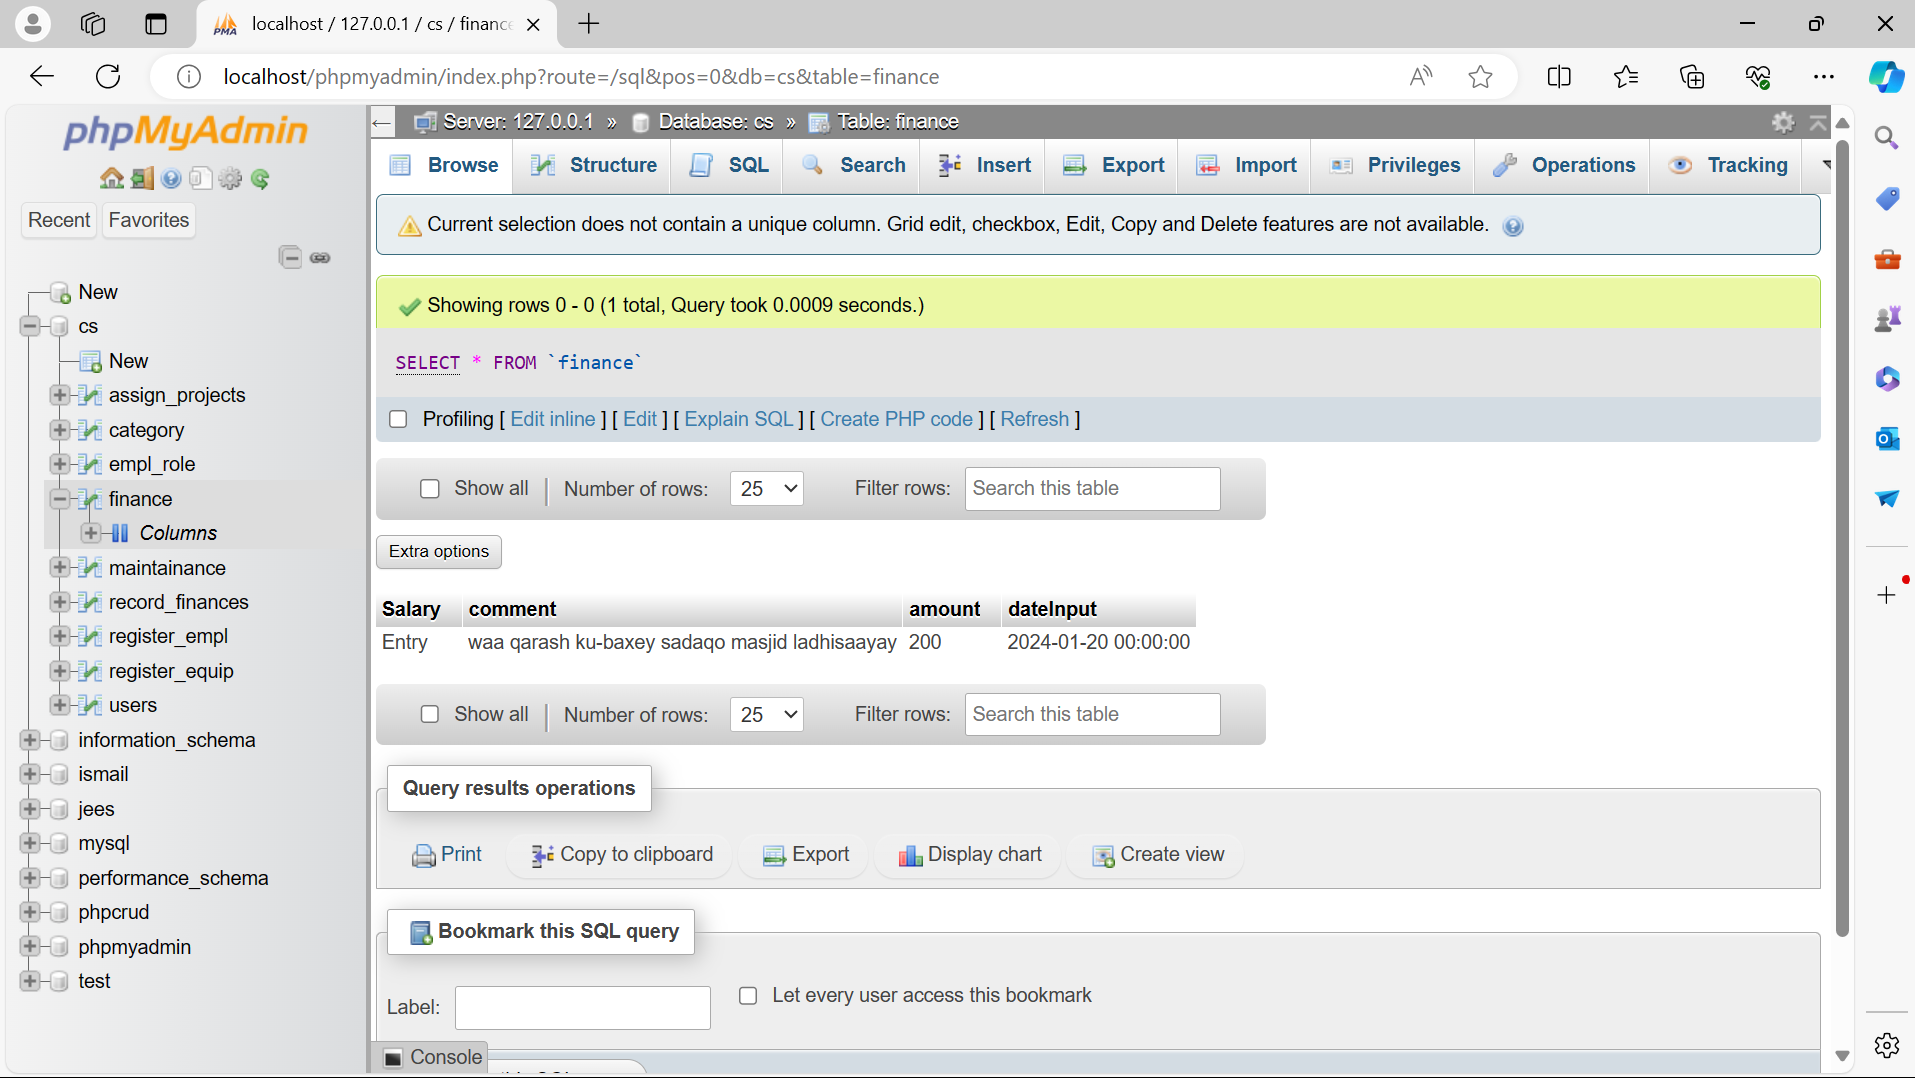 localhost / 127.0.0.1 / cs / finance
localhost/phpmyadmin/index.php?route=/sql&pos=0&db=cs&table=finance
phpMyAdmin
Recent
Favorites
New
cs
New
assign_projects
category
empl_role
finance
Columns
maintainance
record_finances
register_empl
register_equip
users
information_schema
ismail
jees
mysql
performance_schema
phpcrud
phpmyadmin
test
Server: 127.0.0.1 » Database: cs » Table: finance
Browse Structure SQL Search Insert Export Import Privileges Operations Tracking
Current selection does not contain a unique column. Grid edit, checkbox, Edit, Copy and Delete features are not available.
Showing rows 0 - 0 (1 total, Query took 0.0009 seconds.)
SELECT * FROM `finance`
Profiling [ Edit inline ] [ Edit ] [ Explain SQL ] [ Create PHP code ] [ Refresh ]
Show all | Number of rows: 25 Filter rows: Search this table
Extra options
Salary comment amount dateInput
Entry waa qarash ku-baxey sadaqo masjid ladhisaayay 200 2024-01-20 00:00:00
Show all | Number of rows: 25 Filter rows: Search this table
Query results operations
Print Copy to clipboard Export Display chart Create view
Bookmark this SQL query
Label: Let every user access this bookmark
Console